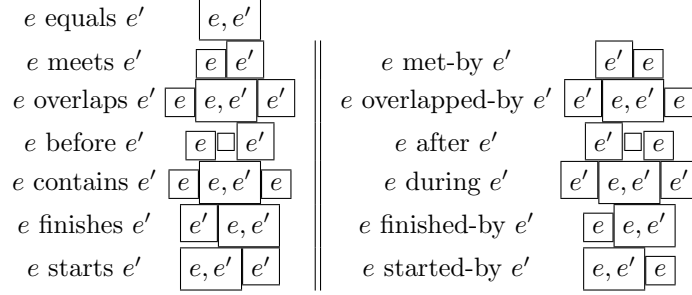 e equals e′ e, e′
e meets e′ e e′ e met-by e′ e′ e
e overlaps e′ e e, e′ e′ e overlapped-by e′ e′ e, e′ e
e before e′ e e′ e after e′ e′ e
e contains e′ e e, e′ e e during e′ e′ e, e′ e′
e finishes e′ e′ e, e′ e finished-by e′ e e, e′
e starts e′ e, e′ e′ e started-by e′ e, e′ e